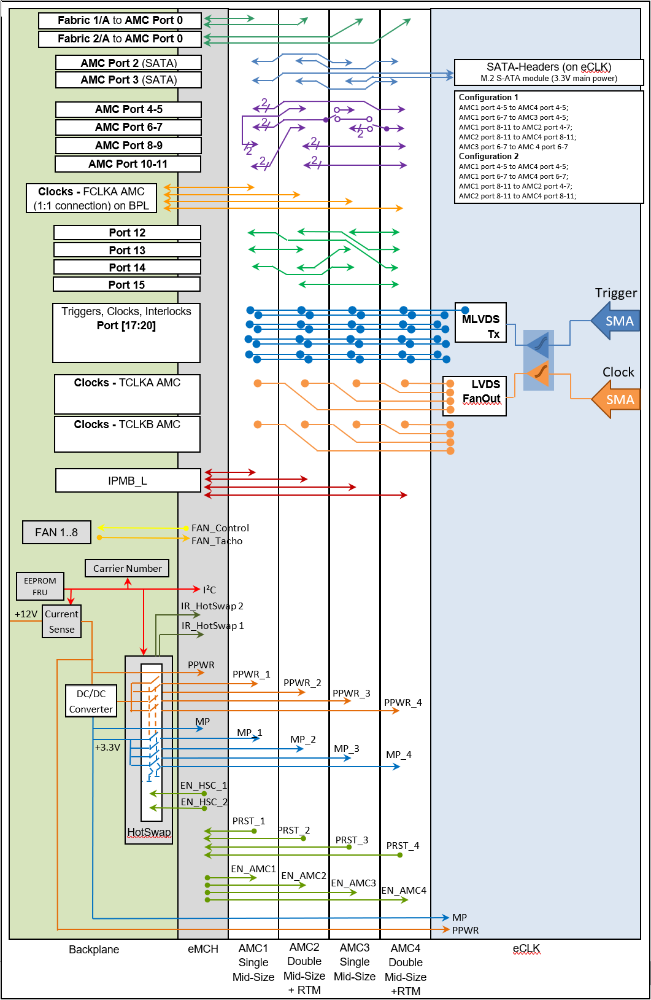 Fabric 1/A to AMC Port 0
Fabric 2/A to AMC Port 0
AMC Port 2 (SATA)
AMC Port 3 (SATA)
SATA-Headers (on eCLK)
M.2 S-ATA module (3.3V main power)
AMC Port 4-5
AMC Port 6-7
AMC Port 8-9
AMC Port 10-11
2
2
2
2
2
2
Configuration 1
AMC1 port 4-5 to AMC4 port 4-5;
AMC1 port 6-7 to AMC3 port 4-5;
AMC1 port 8-11 to AMC2 port 4-7;
AMC2 port 8-11 to AMC4 port 8-11;
AMC3 port 6-7 to AMC 4 port 6-7
Configuration 2
AMC1 port 4-5 to AMC4 port 4-5;
AMC1 port 6-7 to AMC4 port 6-7;
AMC1 port 8-11 to AMC2 port 4-7;
AMC2 port 8-11 to AMC4 port 8-11;
Clocks - FCLKA AMC
(1:1 connection) on BPL
Port 12
Port 13
Port 14
Port 15
Triggers, Clocks, Interlocks
Port [17:20]
MLVDS
Tx
Trigger
SMA
Clocks - TCLKA AMC
LVDS
FanOut
Clock
SMA
Clocks - TCLKB AMC
IPMB_L
FAN 1..8
FAN_Control
FAN_Tacho
Carrier Number
EEPROM
FRU
I²C
+12V
Current
Sense
IR_HotSwap 2
IR_HotSwap 1
PPWR
PPWR_1
PPWR_2
PPWR_3
PPWR_4
DC/DC
Converter
MP
MP_1
MP_2
MP_3
MP_4
+3.3V
EN_HSC_1
EN_HSC_2
HotSwap
PRST_1
PRST_2
PRST_3
PRST_4
EN_AMC1
EN_AMC2
EN_AMC3
EN_AMC4
MP
PPWR
Backplane
eMCH
AMC1
Single
Mid-Size
AMC2
Double
Mid-Size
+ RTM
AMC3
Single
Mid-Size
AMC4
Double
Mid-Size
+RTM
eCLK